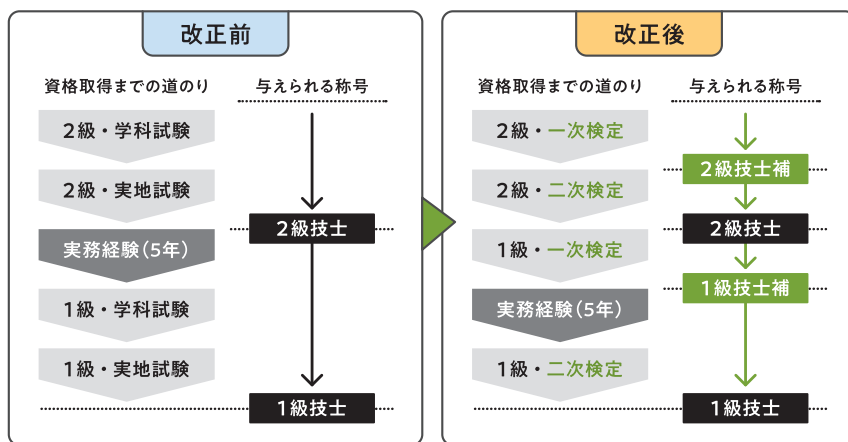 改正前
資格取得までの道のり
与えられる称号
2級・学科試験
2級・実地試験
2級技士
実務経験(5年)
1級・学科試験
1級・実地試験
1級技士
改正後
資格取得までの道のり
与えられる称号
2級・一次検定
2級技士補
2級・二次検定
2級技士
1級・一次検定
1級技士補
実務経験(5年)
1級・二次検定
1級技士